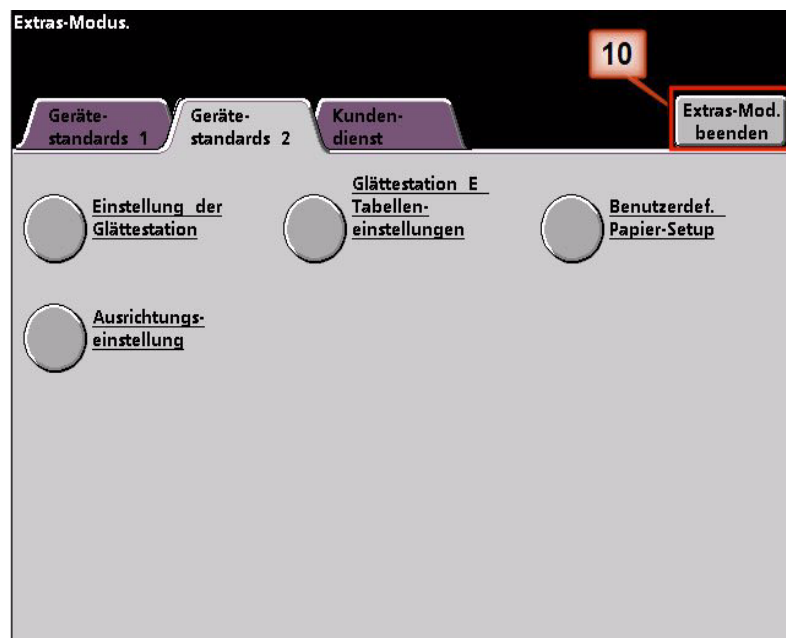 Extras-Modus.
10
Geräte-
standards 1
Geräte-
standards 2
Kunden-
dienst
Extras-Mod.
beenden
Einstellung der
Glättestation
Glättestation E
Tabellen-
einstellungen
Benutzerdef.
Papier-Setup
Ausrichtungs-
einstellung